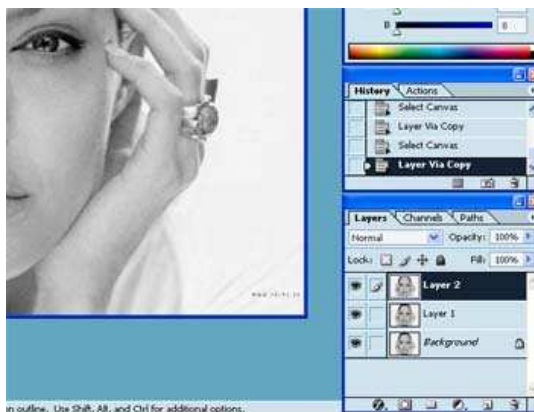 B
8
History Actions
Select Canvas
Layer Via Copy
Select Canvas
Layer Via Copy
Layers Channels Paths
Normal Opacity: 100%
Lock: Fill: 100%
Layer 2
Layer 1
Background
n outline. Use Shift, Alt, and Ctrl for additional options.